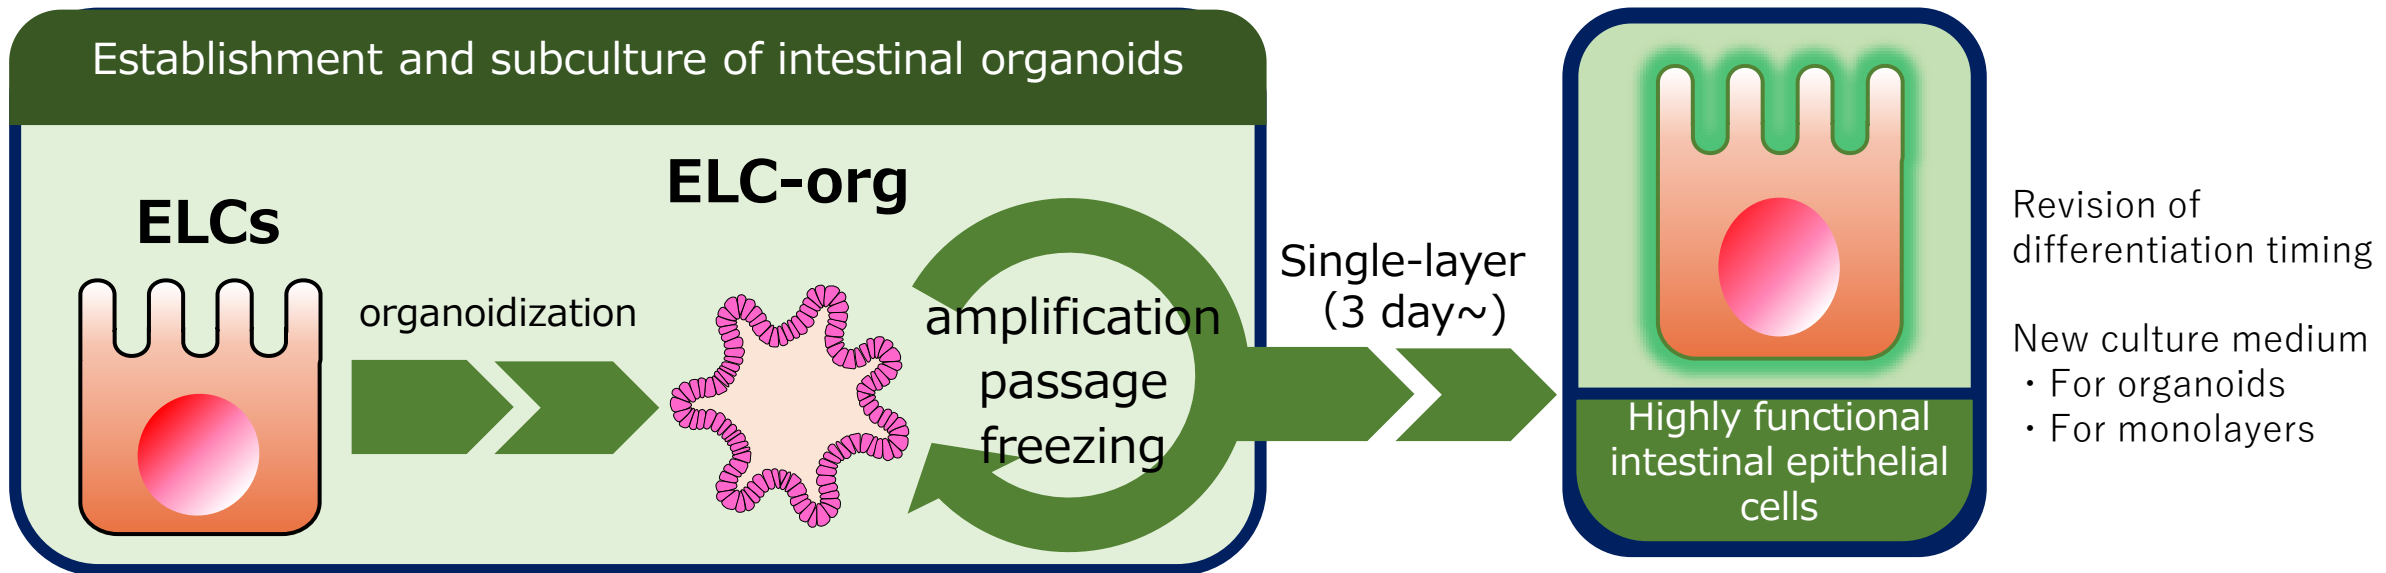 Establishment and subculture of intestinal organoids
ELCs
organoidization
ELC-org
amplification
passage
freezing
Single-layer
(3 day~)
Highly functional
intestinal epithelial
cells
Revision of
differentiation timing
New culture medium
・For organoids
・For monolayers